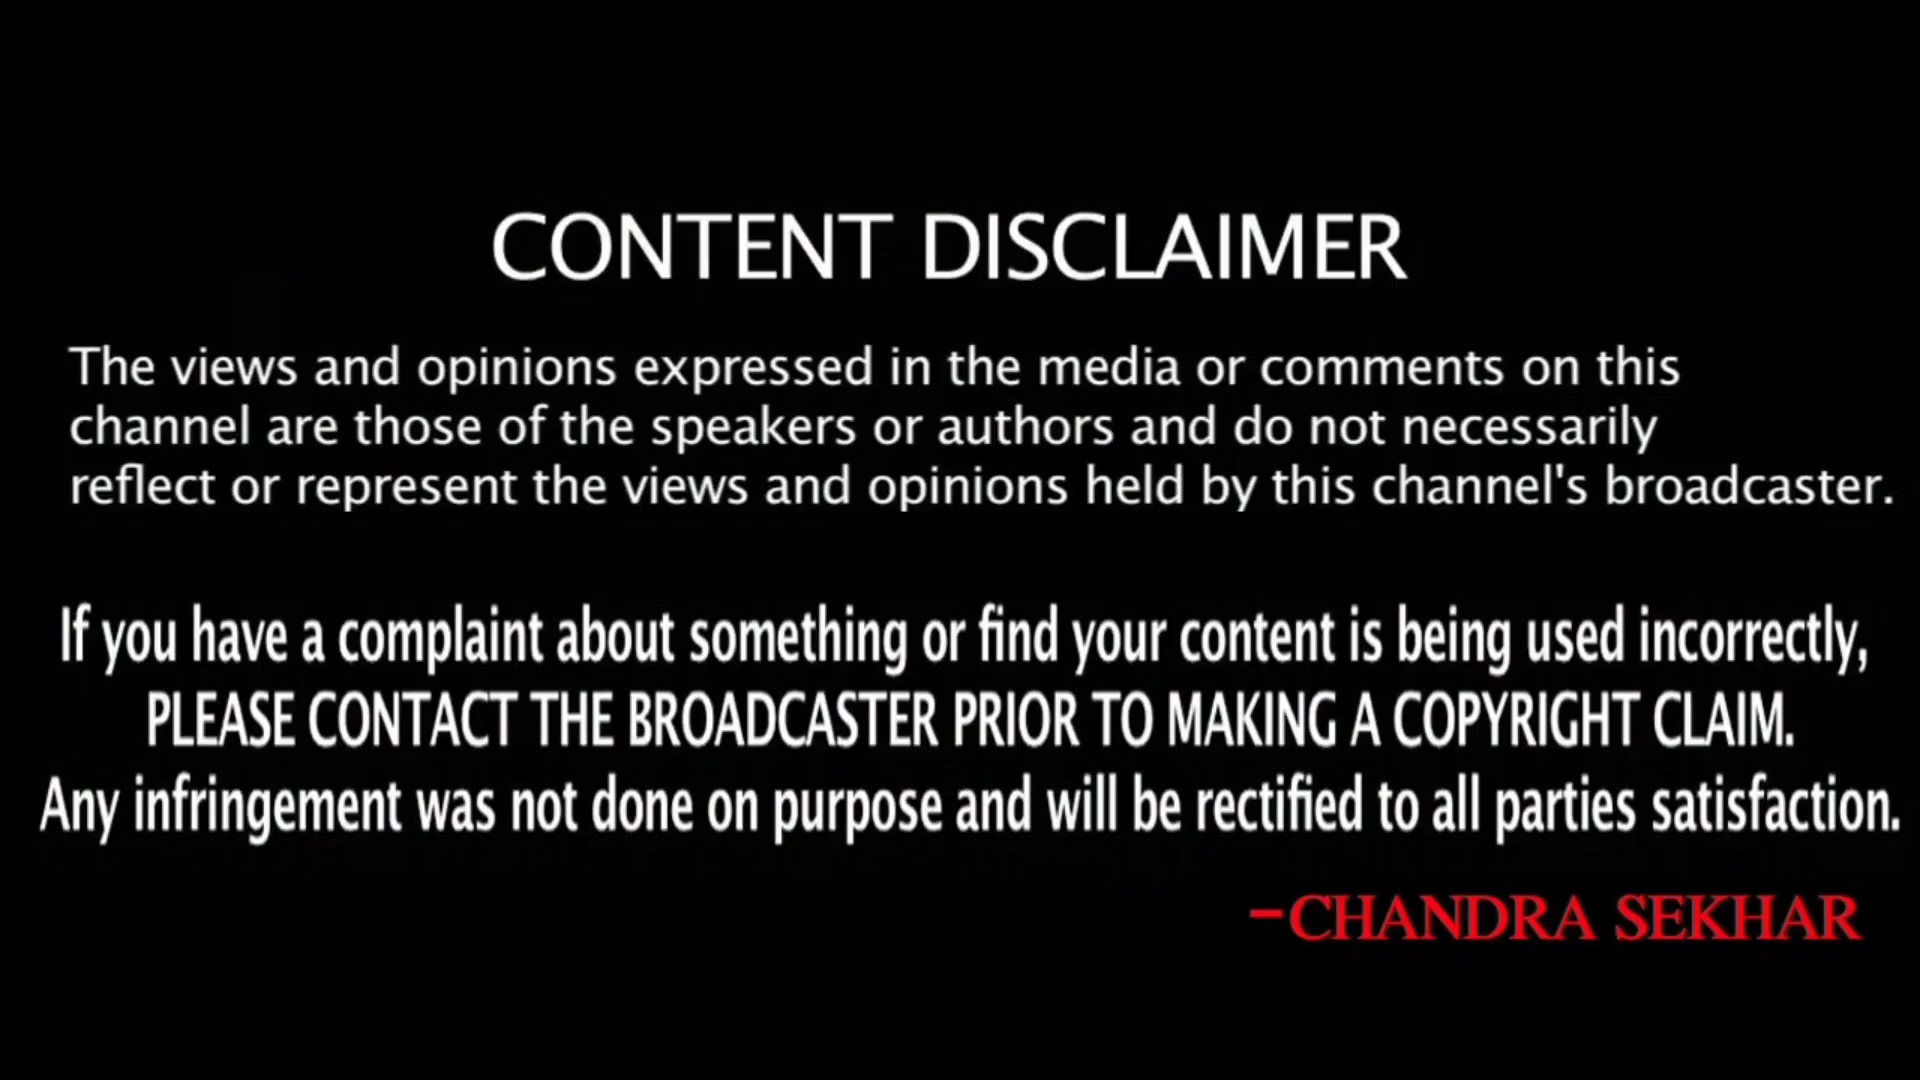 CONTENT DISCLAIMER
The views and opinions expressed in the media or comments on this
channel are those of the speakers or authors and do not necessarily
reflect or represent the views and opinions held by this channel's broadcaster.
If you have a complaint about something or find your content is being used incorrectly,
PLEASE CONTACT THE BROADCASTER PRIOR TO MAKING A COPYRIGHT CLAIM.
Any infringement was not done on purpose and will be rectified to all parties satisfaction.
-CHANDRA SEKHAR